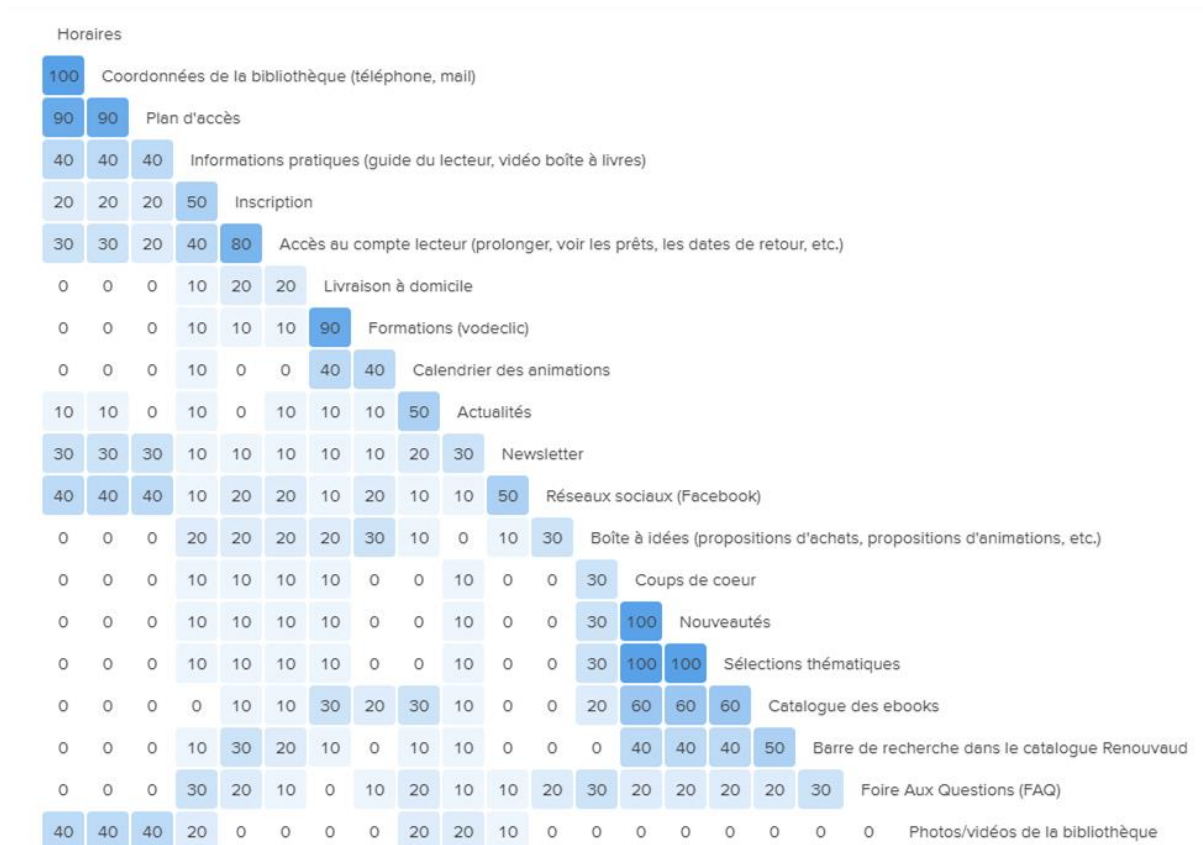 Horaires
100 Coordonnées de la bibliothèque (téléphone, mail)
90 90 Plan d'accès
40 40 40 Informations pratiques (guide du lecteur, vidéo boîte à livres)
20 20 20 50 Inscription
30 30 20 40 80 Accès au compte lecteur (prolonger, voir les prêts, les dates de retour, etc.)
0 0 0 10 20 20 Livraison à domicile
0 0 0 10 10 10 90 Formations (vodeclic)
0 0 0 10 0 0 40 40 Calendrier des animations
10 10 0 10 0 10 10 10 50 Actualités
30 30 30 10 10 10 10 10 20 30 Newsletter
40 40 40 10 20 20 10 20 10 10 50 Réseaux sociaux (Facebook)
0 0 0 20 20 20 20 30 10 0 10 30 Boîte à idées (propositions d'achats, propositions d'animations, etc.)
0 0 0 10 10 10 10 0 0 10 0 0 30 Coups de coeur
0 0 0 10 10 10 10 0 0 10 0 0 30 100 Nouveautés
0 0 0 10 10 10 10 0 0 10 0 0 30 100 100 Sélections thématiques
0 0 0 0 10 10 30 20 30 10 0 0 20 60 60 60 Catalogue des ebooks
0 0 0 10 30 20 10 0 10 10 0 0 0 40 40 40 50 Barre de recherche dans le catalogue Renouvaud
0 0 0 30 20 10 0 10 20 10 10 20 30 20 20 20 20 30 Foire Aux Questions (FAQ)
40 40 40 20 0 0 0 0 20 20 10 0 0 0 0 0 0 0 0 Photos/vidéos de la bibliothèque